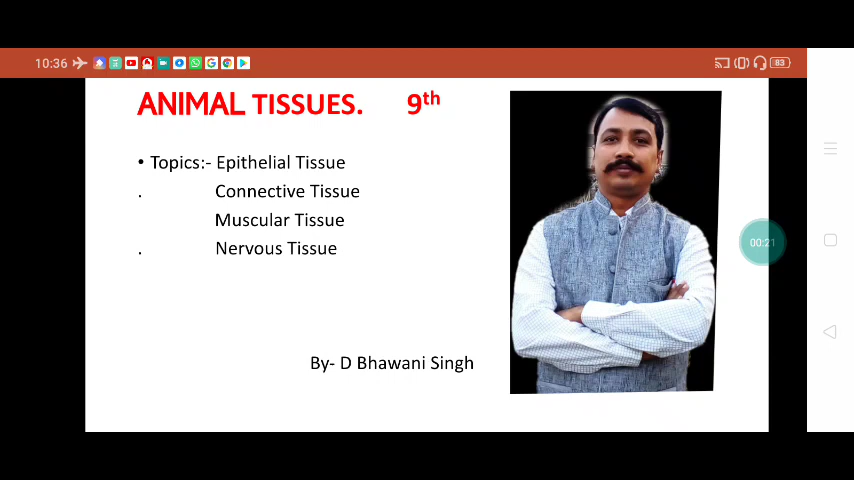 10:36
83
ANIMAL TISSUES. 9th
• Topics:- Epithelial Tissue
. Connective Tissue
Muscular Tissue
. Nervous Tissue
00:21
By- D Bhawani Singh